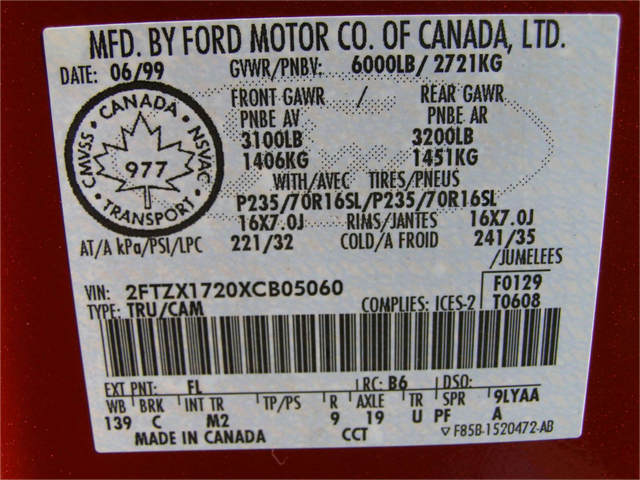 MFD. BY FORD MOTOR CO. OF CANADA, LTD.
DATE: 06/99 GVWR/PNBV: 6000LB/ 2721KG
FRONT GAWR / REAR GAWR
PNBE AV PNBE AR
3100LB 3200LB
1406KG 1451KG
CANADA
CMVSS NSVAC
977
TRANSPORT
WITH/AVEC TIRES/PNEUS
P235/70R16SL/P235/70R16SL
16X7.0J RIMS/JANTES 16X7.0J
AT/A kPa/PSI/LPC 221/32 COLD/A FROID 241/35
/JUMELEES
VIN: 2FTZX1720XCB05060 F0129
TYPE: TRU/CAM COMPLIES: ICES-2 T0608
EXT PNT: FL RC: B6 DSO:
WB BRK INT TR TP/PS R AXLE TR SPR 9LYAA
139 C M2 9 19 U PF A
MADE IN CANADA CCT ▽ F85B-1520472-AB